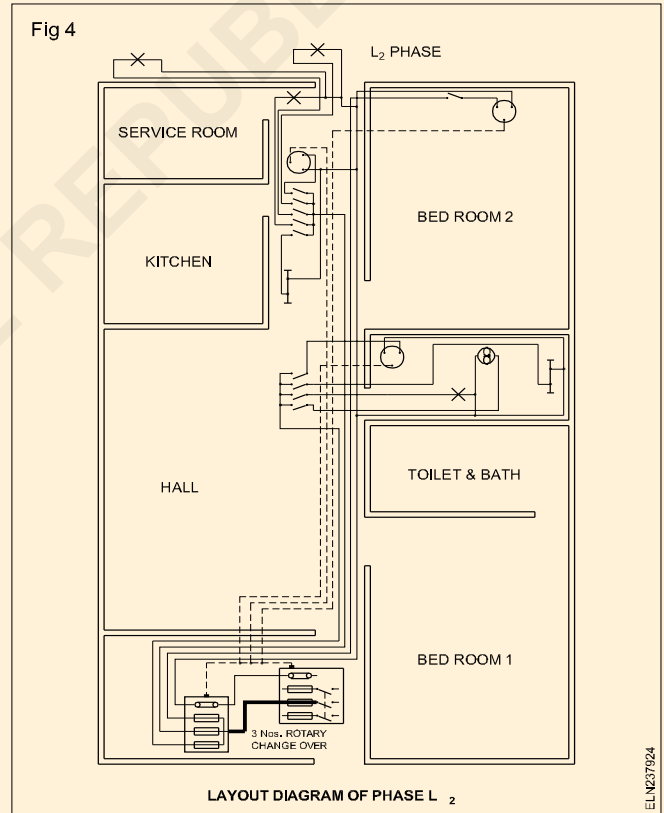 Fig 4
L2 PHASE
SERVICE ROOM
BED ROOM 2
KITCHEN
HALL
TOILET & BATH
BED ROOM 1
3 Nos. ROTARY
CHANGE OVER
LAYOUT DIAGRAM OF PHASE L 2
ELN237924